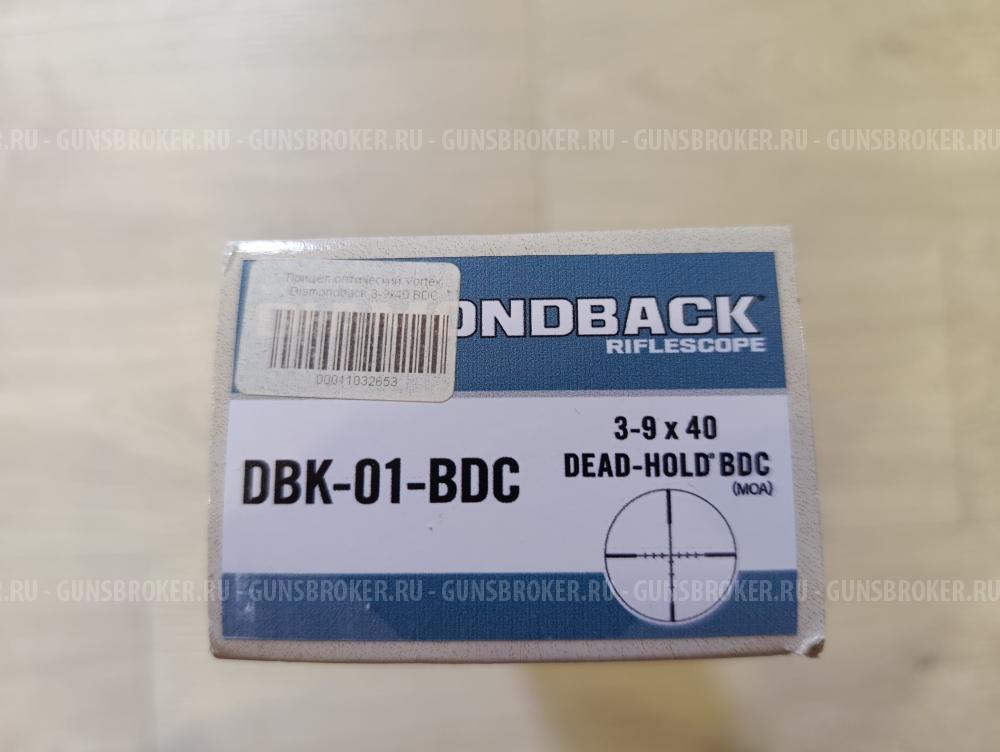 .RU - GUNSBROKER.RU - GUNSBROKER.RU - GUNSBROKER.RU - GUNSBROKER.RU - GUNSBROKER.RU
Прицел оптический Vortex
Diamondback 3-9x40 BDC
00011032653
ONDBACK
RIFLESCOPE
3-9 x 40
DEAD-HOLD® BDC
(MOA)
DBK-01-BDC
.RU - GUNSBROKER.RU - GUNSBROKER.RU - GUNSBROKER.RU - GUNSBROKER.RU - GUNSBROKER.RU